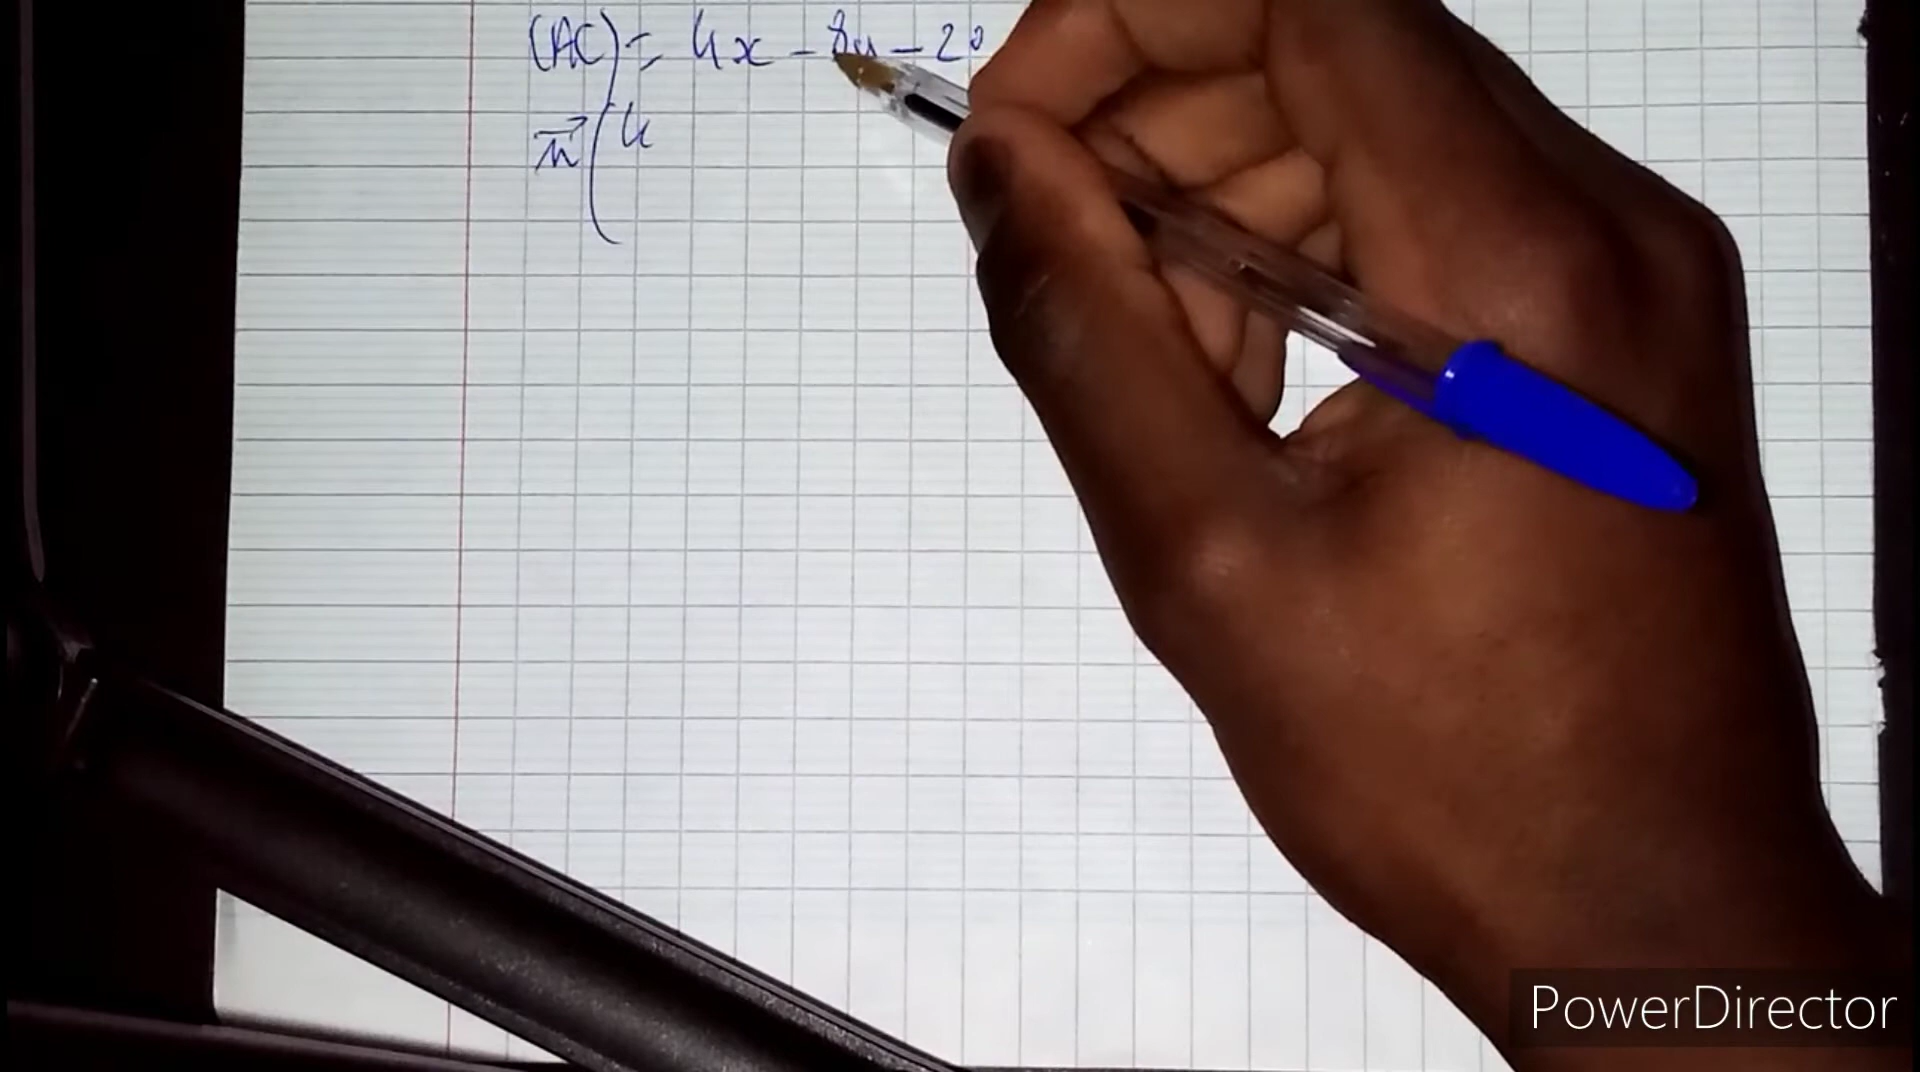 (AC) = 4x - 8y - 20
n⃗ ( 4
PowerDirector